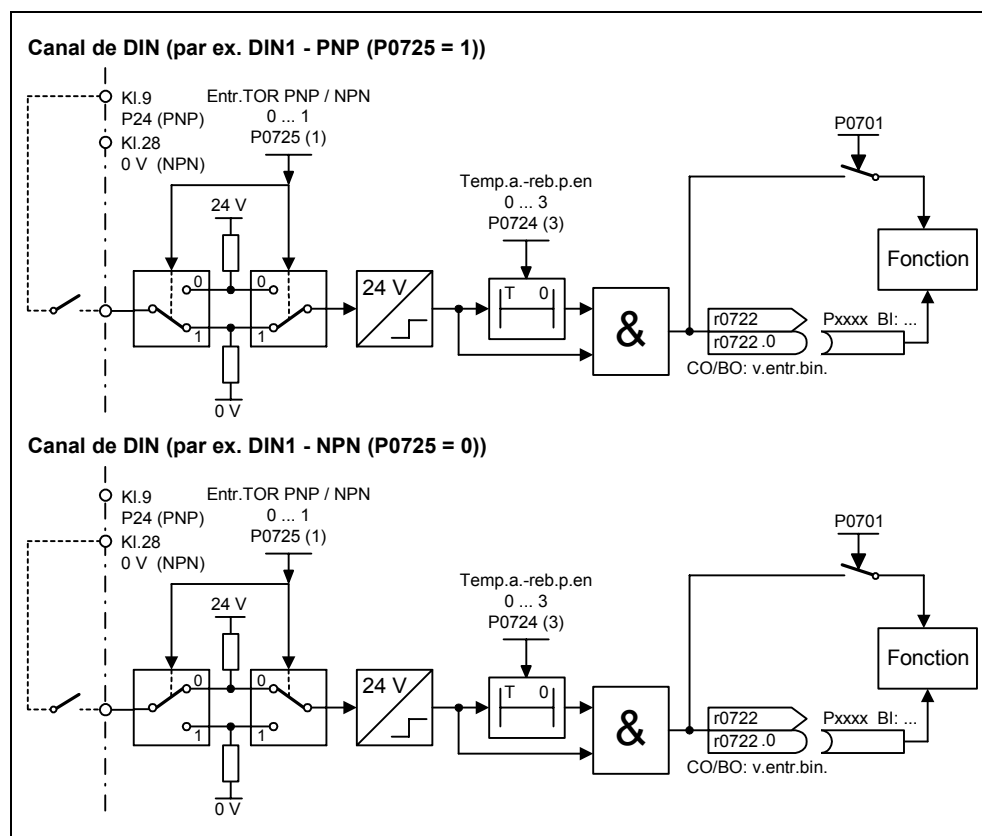 Canal de DIN (par ex. DIN1 - PNP (P0725 = 1))
Kl.9
P24 (PNP)
Kl.28
0 V (NPN)
Entr.TOR PNP / NPN
0 ... 1
P0725 (1)
24 V
0
0
1
1
0 V
24 V
Temp.a.-reb.p.en
0 ... 3
P0724 (3)
T 0
&
P0701
Fonction
r0722
r0722 .0
Pxxxx BI: ...
CO/BO: v.entr.bin.
Canal de DIN (par ex. DIN1 - NPN (P0725 = 0))
Kl.9
P24 (PNP)
Kl.28
0 V (NPN)
Entr.TOR PNP / NPN
0 ... 1
P0725 (1)
24 V
0
0
1
1
0 V
24 V
Temp.a.-reb.p.en
0 ... 3
P0724 (3)
T 0
&
P0701
Fonction
r0722
r0722 .0
Pxxxx BI: ...
CO/BO: v.entr.bin.